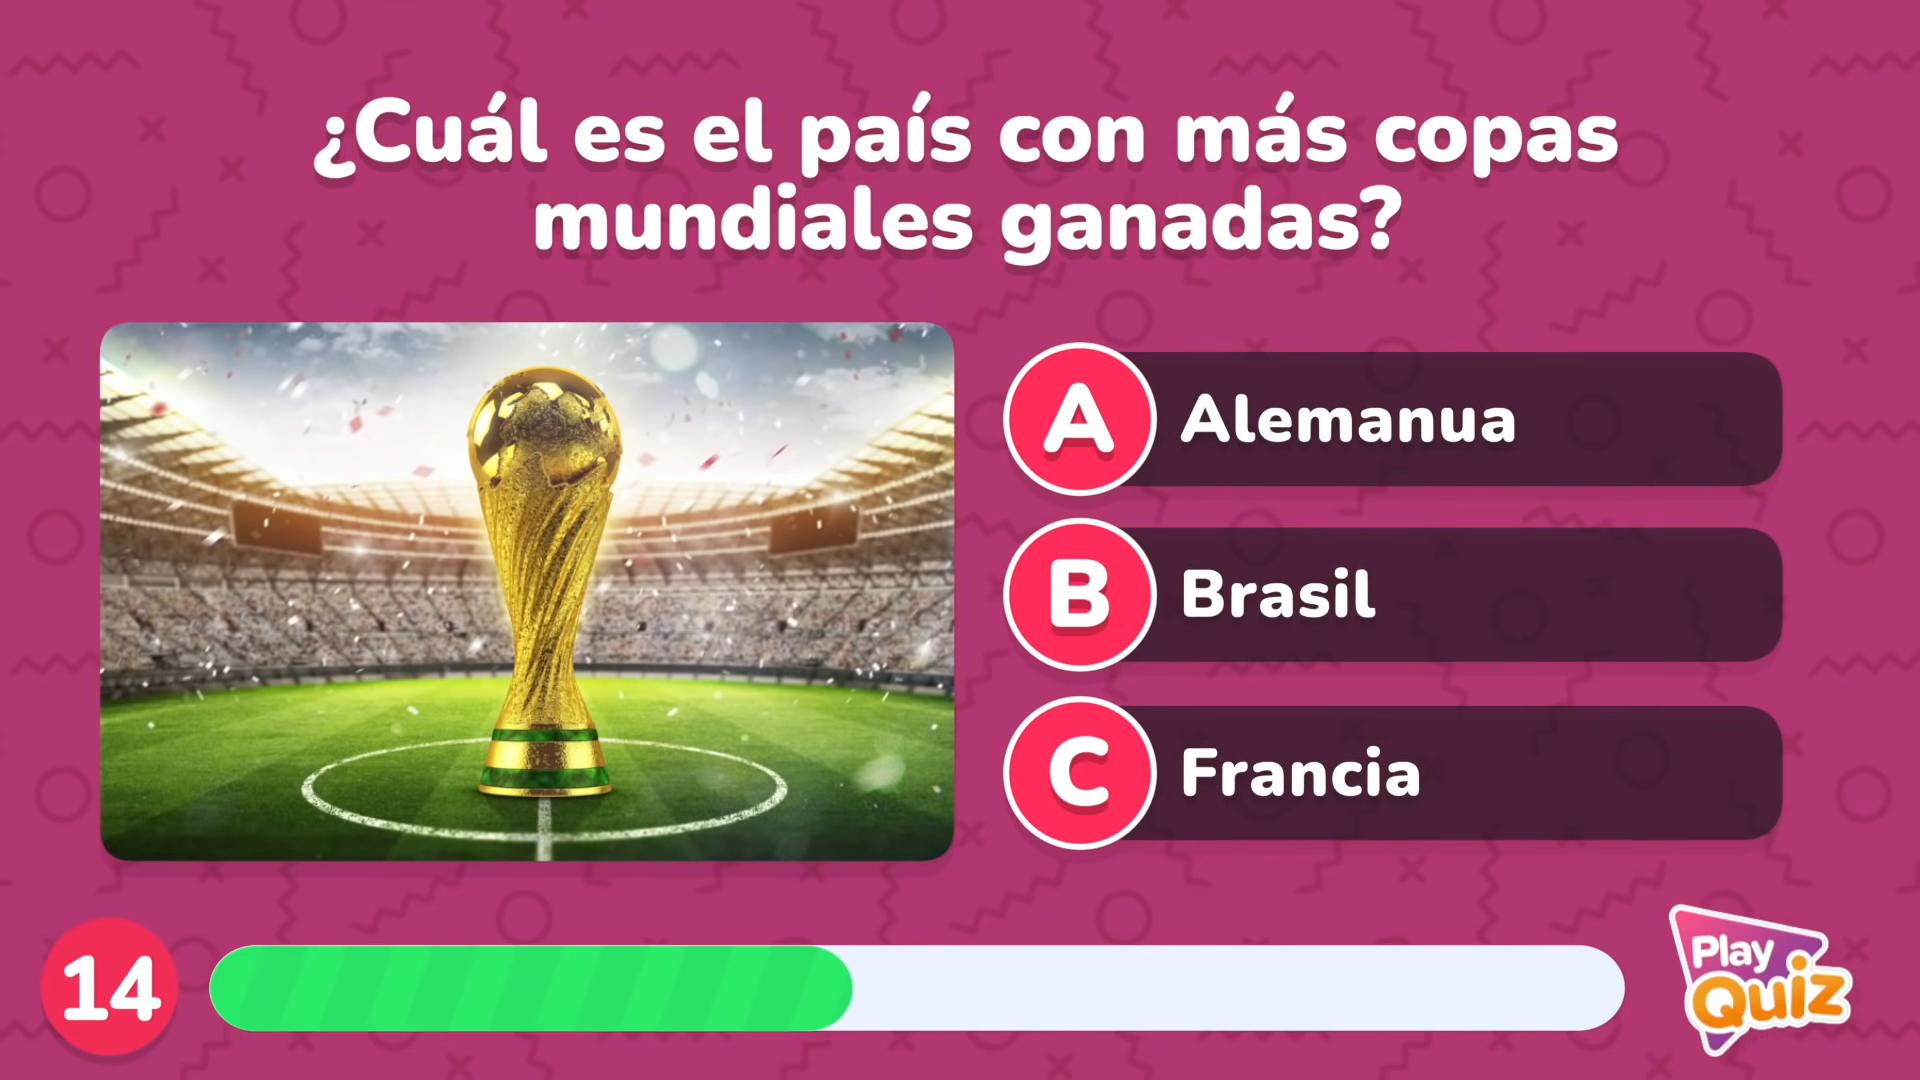 ¿Cuál es el país con más copas
mundiales ganadas?
A Alemanua
B Brasil
C Francia
14
Play
Quiz